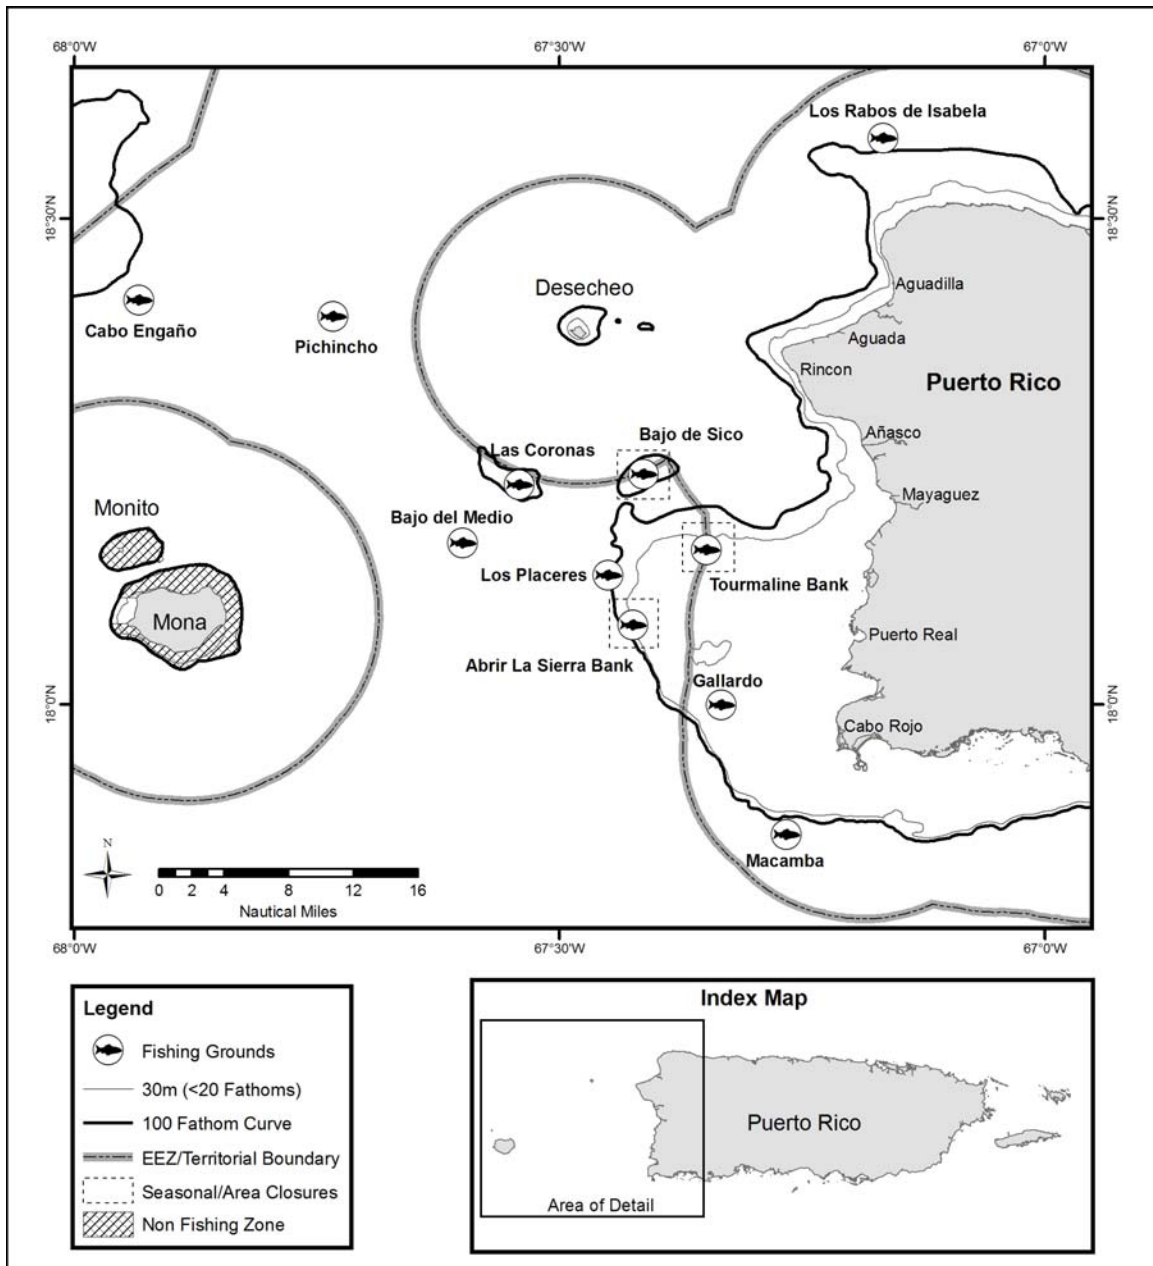 68°0'W
67°30'W
67°0'W
Los Rabos de Isabela
18°30'N
18°30'N
Desecheo
Aguadilla
Cabo Engaño
Pichincho
Aguada
Rincon
Puerto Rico
Las Coronas
Bajo de Sico
Añasco
Monito
Bajo del Medio
Mayaguez
Los Placeres
Tourmaline Bank
Mona
Puerto Real
Abrir La Sierra Bank
Gallardo
18°0'N
18°0'N
Cabo Rojo
N
Macamba
0 2 4 8 12 16
Nautical Miles
68°0'W
67°30'W
67°0'W
Legend
Fishing Grounds
30m (<20 Fathoms)
100 Fathom Curve
EEZ/Territorial Boundary
Seasonal/Area Closures
Non Fishing Zone
Index Map
Puerto Rico
Area of Detail